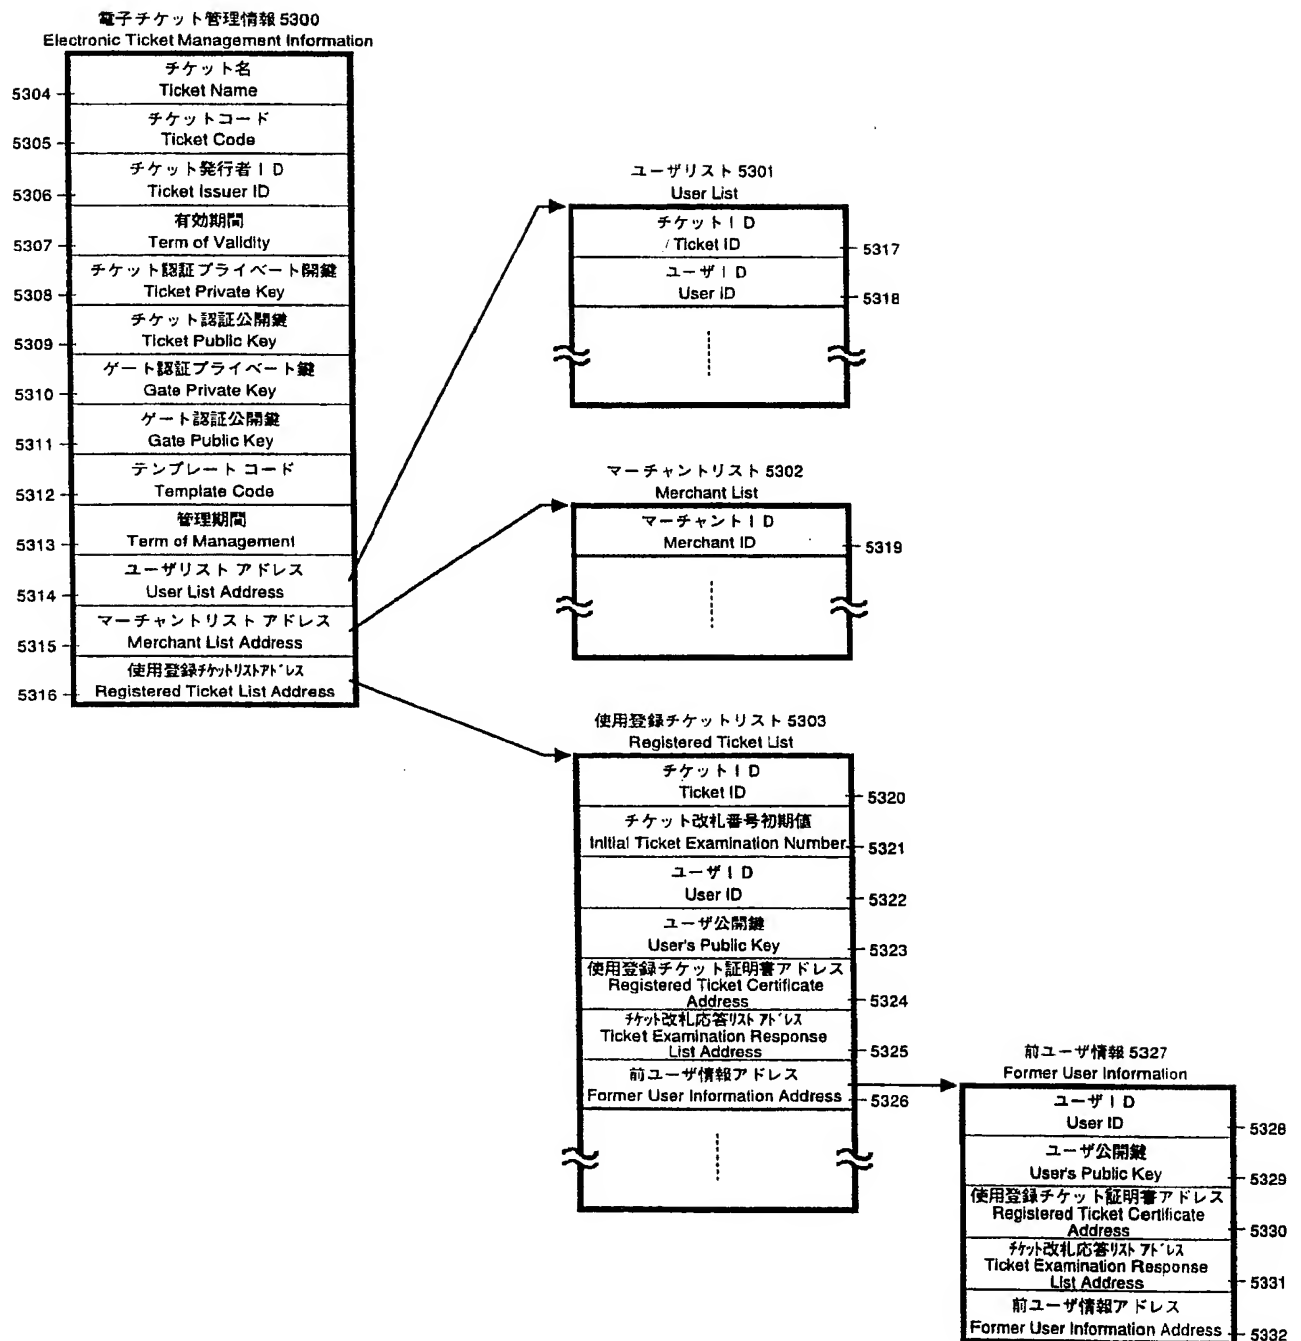 電子チケット管理情報 5300
Electronic Ticket Management Information
チケット名
Ticket Name
5304
チケットコード
Ticket Code
5305
チケット発行者ID
Ticket Issuer ID
5306
有効期間
Term of Validity
5307
チケット認証プライベート開鍵
Ticket Private Key
5308
チケット認証公開鍵
Ticket Public Key
5309
ゲート認証プライベート鍵
Gate Private Key
5310
ゲート認証公開鍵
Gate Public Key
5311
テンプレート コード
Template Code
5312
管理期間
Term of Management
5313
ユーザリスト アドレス
User List Address
5314
マーチャントリスト アドレス
Merchant List Address
5315
使用登録チケットリストアドレス
Registered Ticket List Address
5316
ユーザリスト 5301
User List
チケットID
Ticket ID
5317
ユーザID
User ID
5318
マーチャントリスト 5302
Merchant List
マーチャントID
Merchant ID
5319
使用登録チケットリスト 5303
Registered Ticket List
チケットID
Ticket ID
5320
チケット改札番号初期値
Initial Ticket Examination Number
5321
ユーザID
User ID
5322
ユーザ公開鍵
User's Public Key
5323
使用登録チケット証明書アドレス
Registered Ticket Certificate
Address
5324
チケット改札応答リスト アドレス
Ticket Examination Response
List Address
5325
前ユーザ情報アドレス
Former User Information Address
5326
前ユーザ情報 5327
Former User Information
ユーザID
User ID
5328
ユーザ公開鍵
User's Public Key
5329
使用登録チケット証明書アドレス
Registered Ticket Certificate
Address
5330
チケット改札応答リスト アドレス
Ticket Examination Response
List Address
5331
前ユーザ情報アドレス
Former User Information Address
5332